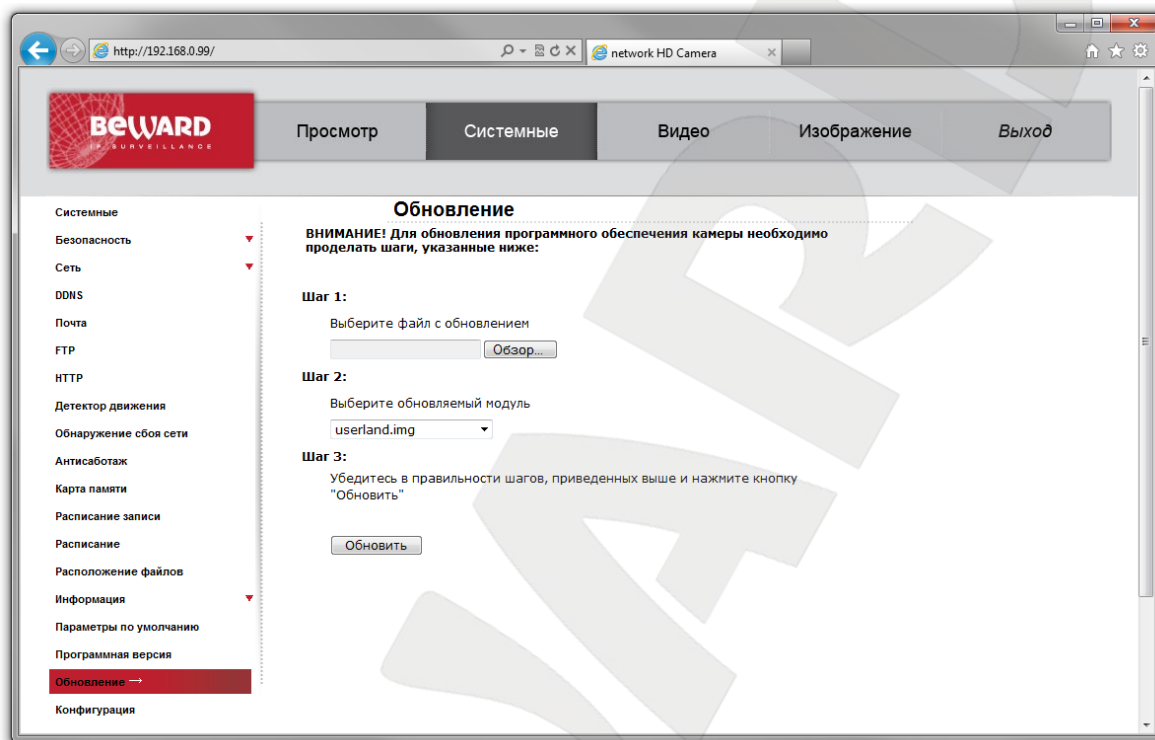 http://192.168.0.99/
network HD Camera
BEWARD
IP SURVEILLANCE
Просмотр
Системные
Видео
Изображение
Выход
Системные
Безопасность
Сеть
DDNS
Почта
FTP
HTTP
Детектор движения
Обнаружение сбоя сети
Антисаботаж
Карта памяти
Расписание записи
Расписание
Расположение файлов
Информация
Параметры по умолчанию
Программная версия
Обновление →
Конфигурация
Обновление
ВНИМАНИЕ! Для обновления программного обеспечения камеры необходимо
проделать шаги, указанные ниже:
Шаг 1:
Выберите файл с обновлением
Обзор...
Шаг 2:
Выберите обновляемый модуль
userland.img
Шаг 3:
Убедитесь в правильности шагов, приведенных выше и нажмите кнопку
"Обновить"
Обновить